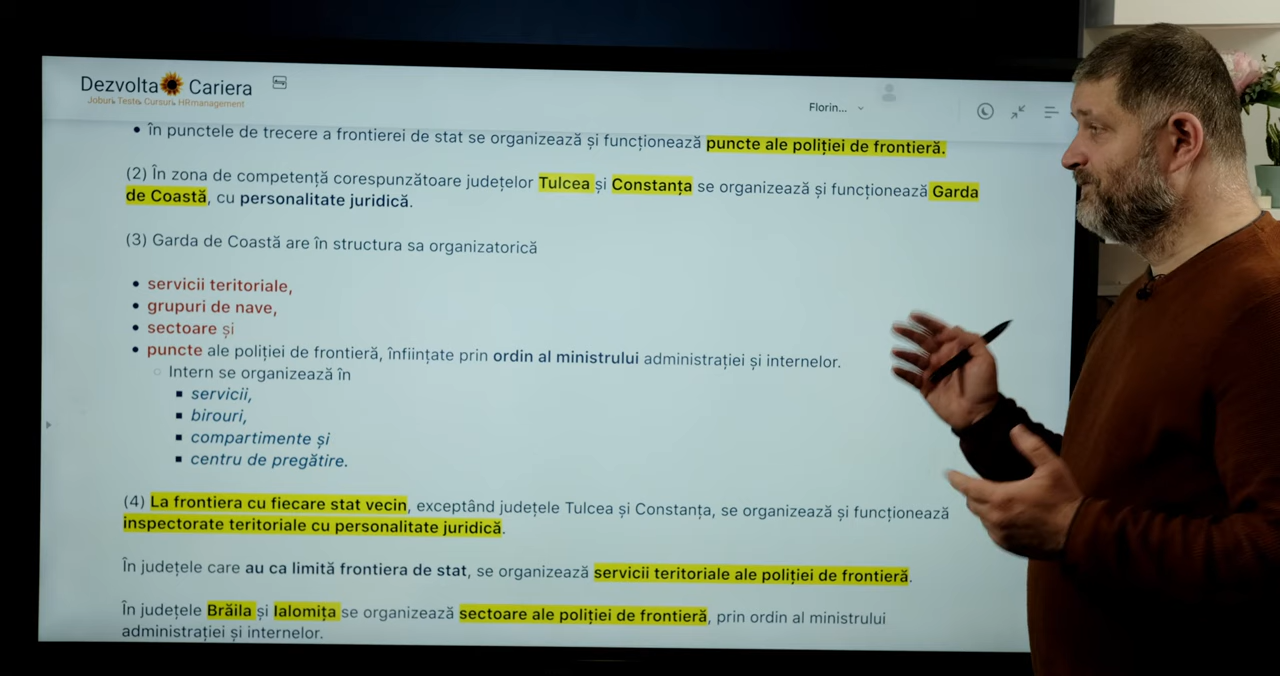 Dezvolta Cariera
Joburi, Teste, Cursuri, HRmanagement
Florin...
• în punctele de trecere a frontierei de stat se organizează și funcționează puncte ale poliției de frontieră.
(2) În zona de competență corespunzătoare județelor Tulcea și Constanța se organizează și funcționează Garda
de Coastă, cu personalitate juridică.
(3) Garda de Coastă are în structura sa organizatorică
• servicii teritoriale,
• grupuri de nave,
• sectoare și
• puncte ale poliției de frontieră, înființate prin ordin al ministrului administrației și internelor.
Intern se organizează în
▪ servicii,
▪ birouri,
▪ compartimente și
▪ centru de pregătire.
(4) La frontiera cu fiecare stat vecin, exceptând județele Tulcea și Constanța, se organizează și funcționează
inspectorate teritoriale cu personalitate juridică.
În județele care au ca limită frontiera de stat, se organizează servicii teritoriale ale poliției de frontieră.
În județele Brăila și Ialomița se organizează sectoare ale poliției de frontieră, prin ordin al ministrului
administrației și internelor.